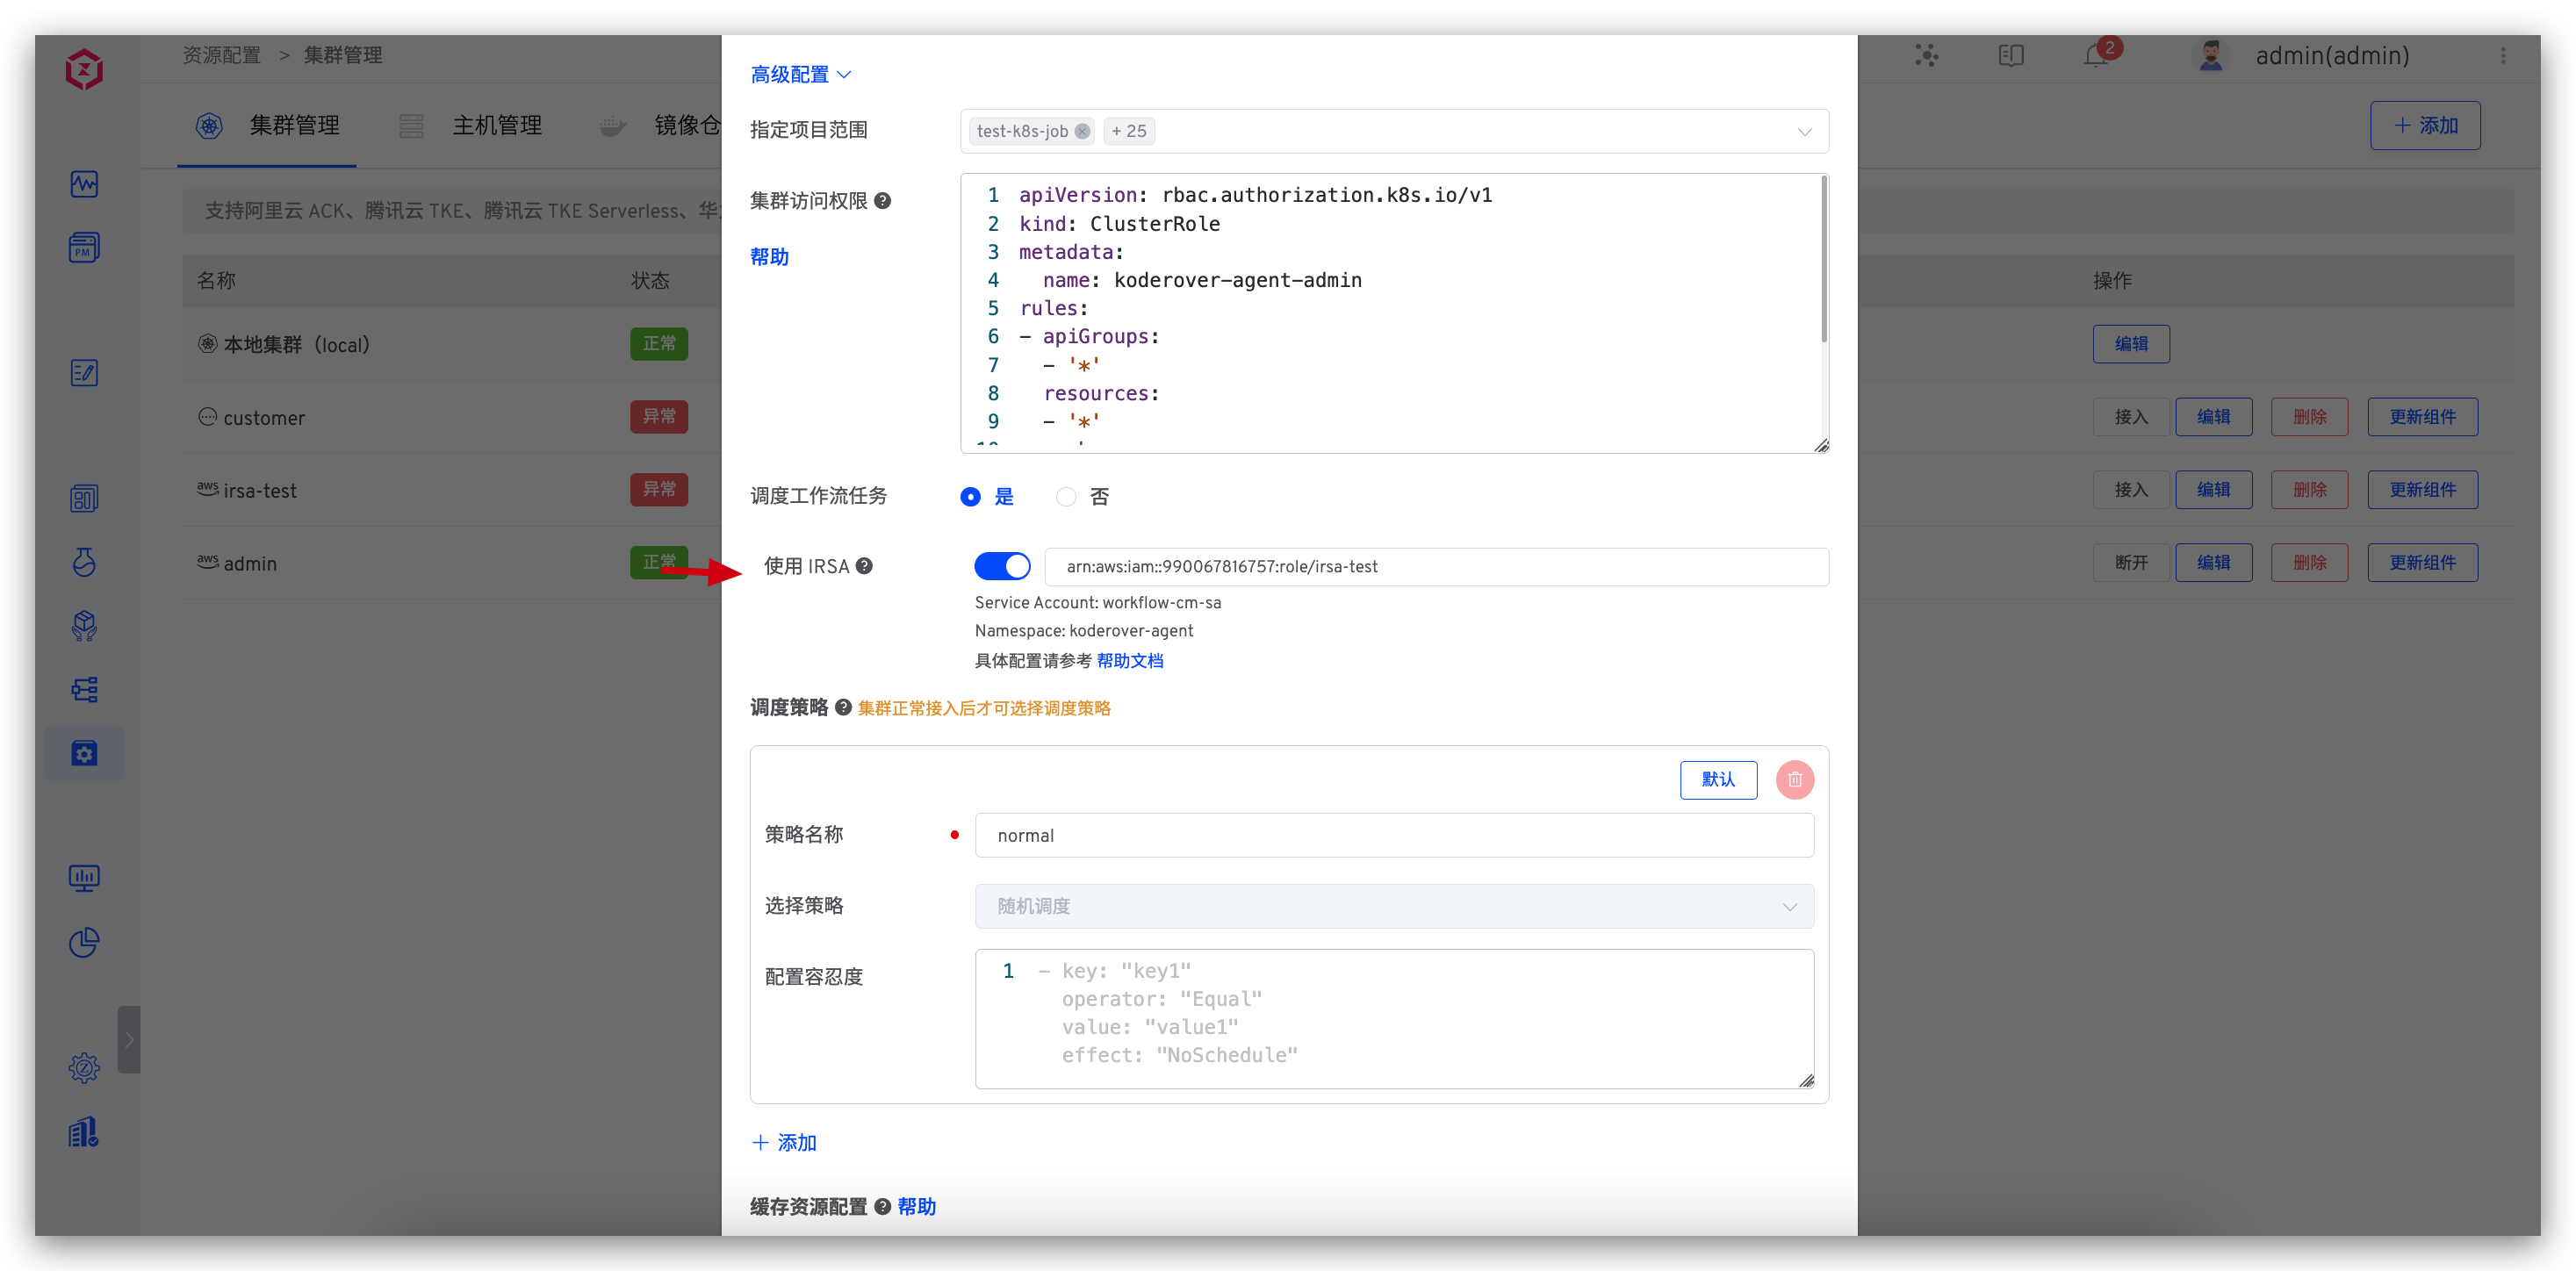 资源配置 > 集群管理
2
admin(admin)
集群管理
主机管理
镜像仓
+ 添加
PM
支持阿里云 ACK、腾讯云 TKE、腾讯云 TKE Serverless、华
名称
状态
操作
本地集群（local）
正常
编辑
customer
异常
接入
编辑
删除
更新组件
aws irsa-test
异常
接入
编辑
删除
更新组件
aws admin
正常
断开
编辑
删除
更新组件
高级配置
指定项目范围
test-k8s-job
+ 25
集群访问权限
帮助
1 apiVersion: rbac.authorization.k8s.io/v1
2 kind: ClusterRole
3 metadata:
4   name: koderover-agent-admin
5 rules:
6 - apiGroups:
7   - '*'
8   resources:
9   - '*'
调度工作流任务
是
否
使用 IRSA
arn:aws:iam::990067816757:role/irsa-test
Service Account: workflow-cm-sa
Namespace: koderover-agent
具体配置请参考 帮助文档
调度策略 集群正常接入后才可选择调度策略
默认
策略名称
normal
选择策略
随机调度
配置容忍度
1 - key: "key1"
operator: "Equal"
value: "value1"
effect: "NoSchedule"
+ 添加
缓存资源配置 帮助